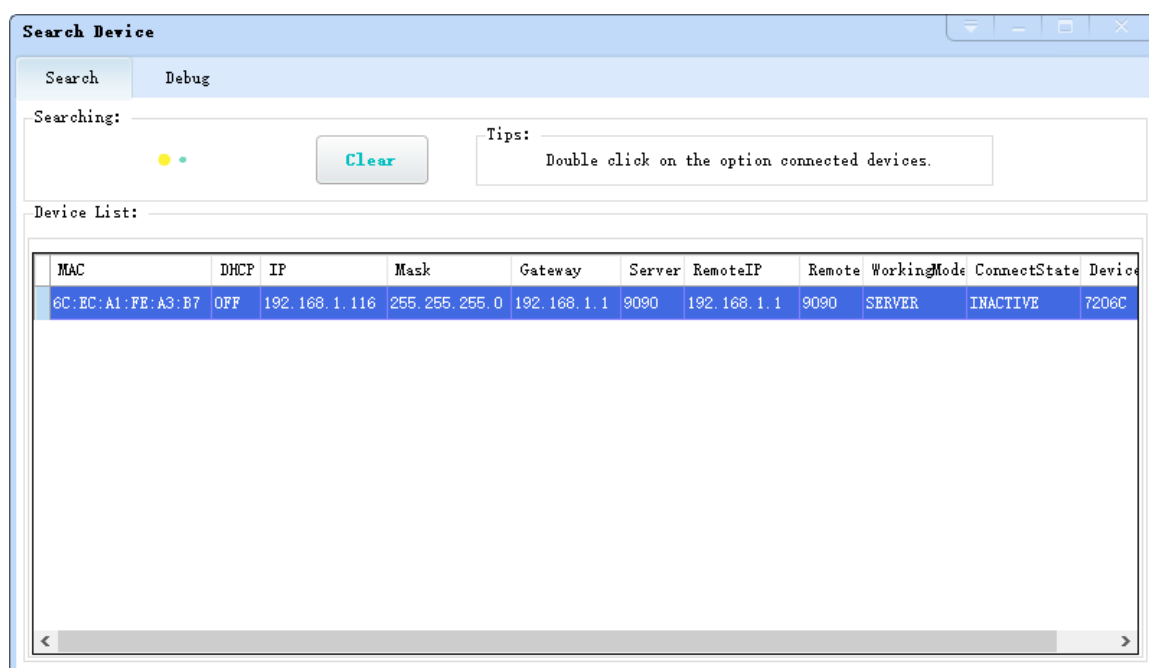 Search Device
Search Debug
Searching:
Clear
Tips:
Double click on the option connected devices.
Device List:
MAC DHCP IP Mask Gateway Server RemoteIP Remote WorkingMode ConnectState Device
6C:EC:A1:FE:A3:B7 OFF 192.168.1.116 255.255.255.0 192.168.1.1 9090 192.168.1.1 9090 SERVER INACTIVE 7206C